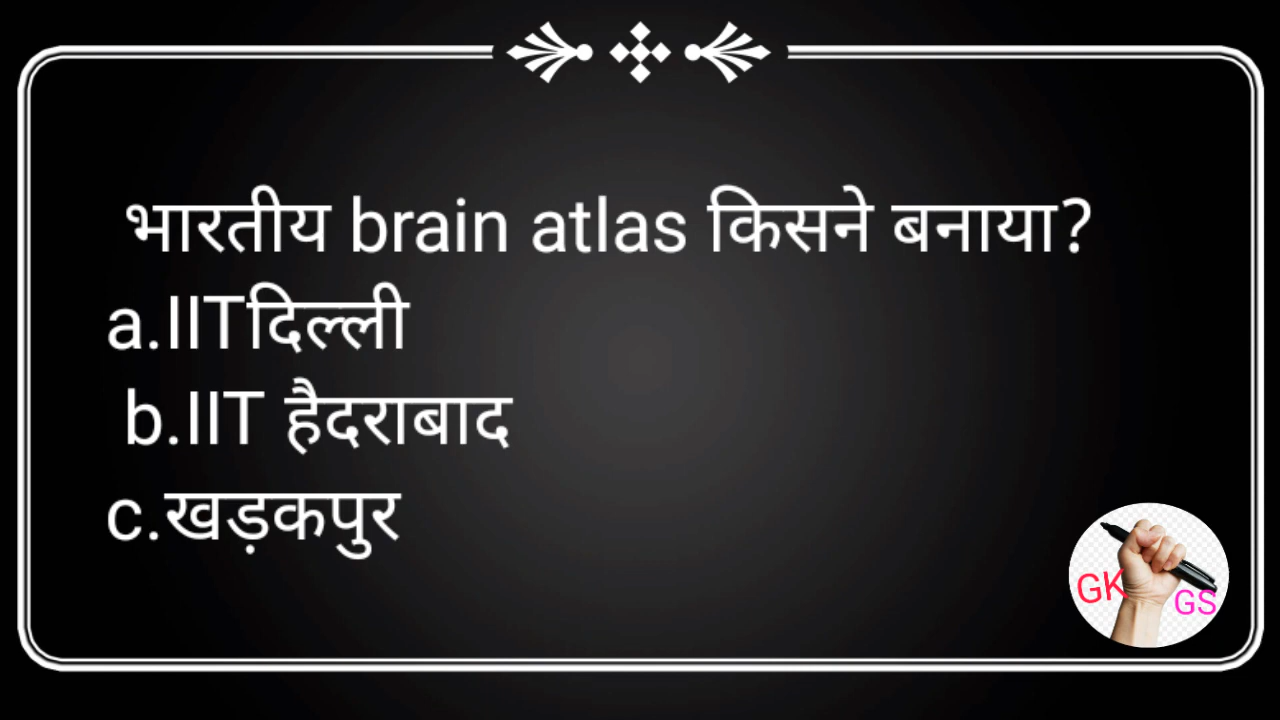 भारतीय brain atlas किसने बनाया?
a.IITदिल्ली
b.IIT हैदराबाद
c.खड़कपुर
GK
GS